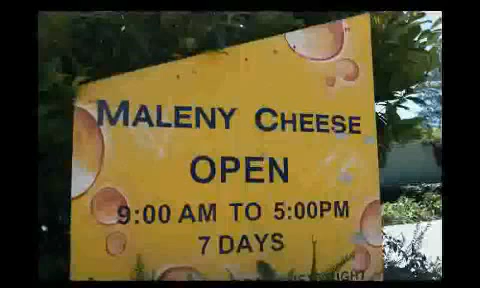 MALENY CHEESE
OPEN
9:00 AM TO 5:00PM
7 DAYS